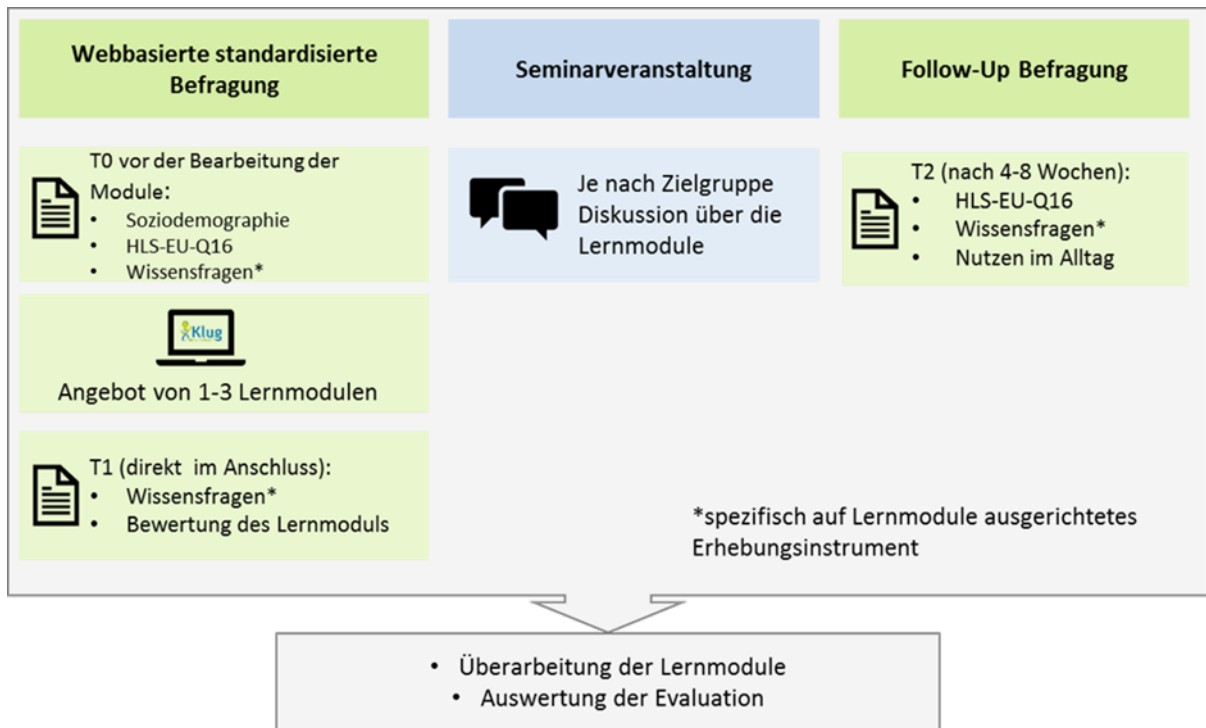 Webbasierte standardisierte
Befragung
T0 vor der Bearbeitung der
Module:
• Soziodemographie
• HLS-EU-Q16
• Wissensfragen*
Klug
Angebot von 1-3 Lernmodulen
T1 (direkt im Anschluss):
• Wissensfragen*
• Bewertung des Lernmoduls
Seminarveranstaltung
Je nach Zielgruppe
Diskussion über die
Lernmodule
Follow-Up Befragung
T2 (nach 4-8 Wochen):
• HLS-EU-Q16
• Wissensfragen*
• Nutzen im Alltag
*spezifisch auf Lernmodule ausgerichtetes
Erhebungsinstrument
• Überarbeitung der Lernmodule
• Auswertung der Evaluation